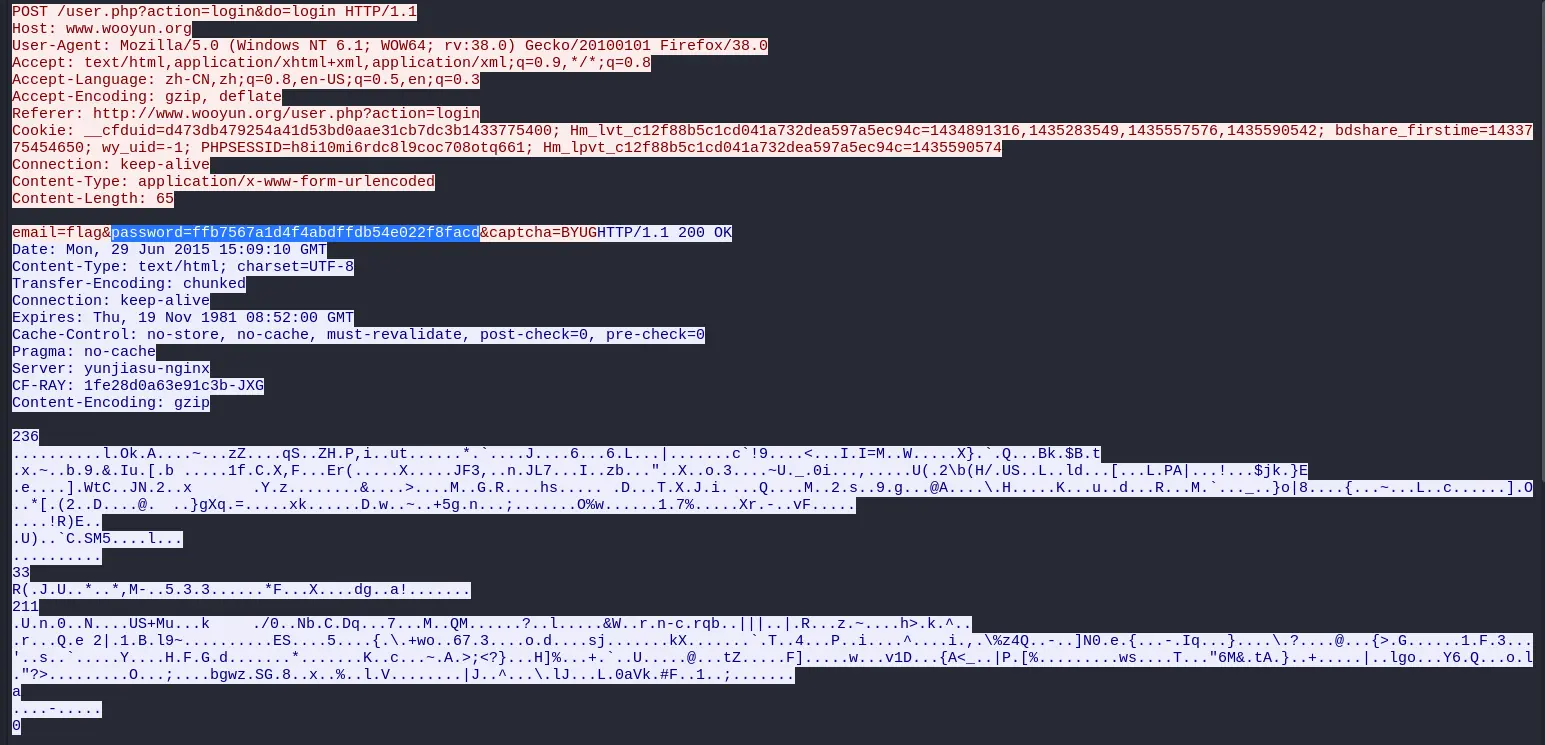 POST /user.php?action=login&do=login HTTP/1.1
Host: www.wooyun.org
User-Agent: Mozilla/5.0 (Windows NT 6.1; WOW64; rv:38.0) Gecko/20100101 Firefox/38.0
Accept: text/html,application/xhtml+xml,application/xml;q=0.9,*/*;q=0.8
Accept-Language: zh-CN,zh;q=0.8,en-US;q=0.5,en;q=0.3
Accept-Encoding: gzip, deflate
Referer: http://www.wooyun.org/user.php?action=login
Cookie: __cfduid=d473db479254a41d53bd0aae31cb7dc3b1433775400; Hm_lvt_c12f88b5c1cd041a732dea597a5ec94c=1434891316,1435283549,1435557576,1435590542; bdshare_firstime=14337
75454650; wy_uid=-1; PHPSESSID=h8i10mi6rdc8l9coc708otq661; Hm_lpvt_c12f88b5c1cd041a732dea597a5ec94c=1435590574
Connection: keep-alive
Content-Type: application/x-www-form-urlencoded
Content-Length: 65
email=flag&password=ffb7567a1d4f4abdffdb54e022f8facd&captcha=BYUGHTTP/1.1 200 OK
Date: Mon, 29 Jun 2015 15:09:10 GMT
Content-Type: text/html; charset=UTF-8
Transfer-Encoding: chunked
Connection: keep-alive
Expires: Thu, 19 Nov 1981 08:52:00 GMT
Cache-Control: no-store, no-cache, must-revalidate, post-check=0, pre-check=0
Pragma: no-cache
Server: yunjiasu-nginx
CF-RAY: 1fe28d0a63e91c3b-JXG
Content-Encoding: gzip
236
..........l.Ok.A....~...zZ....qS..ZH.P,i..ut......*.`....J....6...6.L...|.......c`!9....<...I.I=M..W.....X}.`.Q...Bk.$B.t
.x.~..b.9.&.Iu.[.b .....1f.C.X,F...Er(.....X.....JF3,..n.JL7...I..zb..."..X..o.3....~U._.0i...,.....U(.2\b(H/.US..L..ld...[...L.PA|...!...$jk.}E
.e....].WtC..JN.2..x       .Y.z........&....>....M..G.R....hs..... .D...T.X.J.i. ...Q....M..2.s..9.g...@A....\.H.....K...u..d...R...M.`..._..}o|8....{...~...L..c......].O
..*[.(2..D....@.  ..}gXq.=.....xk......D.w..~..+5g.n...;.......O%w......1.7%.....Xr.-..vF.....
....!R)E..
.U)..`C.SM5....l...
..........
33
R(.J.U..*..*,M-..5.3.3......*F...X....dg..a!.......
211
.U.n.0..N....US+Mu...k     ./0..Nb.C.Dq...7...M..QM......?..l.....&W..r.n-c.rqb..|||..|.R...z.~....h>.k.^..
.r...Q.e 2|.1.B.l9~..........ES....5....{.\.+wo..67.3....o.d....sj.......kX.......`.T..4...P..i....^....i..,\%z4Q..-..]N0.e.{...-.Iq...}....\.?....@...{>.G......1.F.3...
'..s..`.....Y....H.F.G.d.......*.......K..c...~.A.>;<?}...H]%...+.`..U.....@...tZ.....F].....w...v1D...{A<_..|P.[%.........ws....T..."6M&.tA.}..+.....|..lgo...Y6.Q...o.l
."?>.........O...;....bgwz.SG.8..x..%..l.V........|J..^...\.lJ...L.0aVk.#F..1..;.......
a
....-.....
0